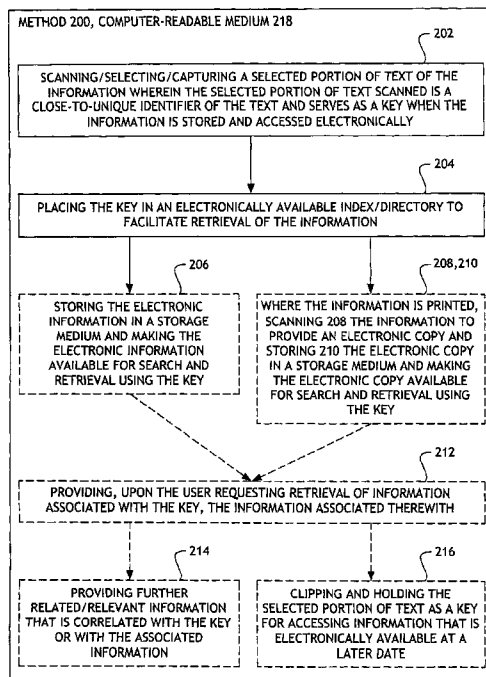 METHOD 200, COMPUTER-READABLE MEDIUM 218
202
SCANNING/SELECTING/CAPTURING A SELECTED PORTION OF TEXT OF THE
INFORMATION WHEREIN THE SELECTED PORTION OF TEXT SCANNED IS A
CLOSE-TO-UNIQUE IDENTIFIER OF THE TEXT AND SERVES AS A KEY WHEN THE
INFORMATION IS STORED AND ACCESSED ELECTRONICALLY
204
PLACING THE KEY IN AN ELECTRONICALLY AVAILABLE INDEX/DIRECTORY TO
FACILITATE RETRIEVAL OF THE INFORMATION
206
STORING THE ELECTRONIC
INFORMATION IN A STORAGE
MEDIUM AND MAKING THE
ELECTRONIC INFORMATION
AVAILABLE FOR SEARCH AND
RETRIEVAL USING THE KEY
208,210
WHERE THE INFORMATION IS PRINTED,
SCANNING 208 THE INFORMATION TO
PROVIDE AN ELECTRONIC COPY AND
STORING 210 THE ELECTRONIC COPY
IN A STORAGE MEDIUM AND MAKING
THE ELECTRONIC COPY AVAILABLE
FOR SEARCH AND RETRIEVAL USING
THE KEY
212
PROVIDING, UPON THE USER REQUESTING RETRIEVAL OF INFORMATION
ASSOCIATED WITH THE KEY, THE INFORMATION ASSOCIATED THEREWITH
214
PROVIDING FURTHER
RELATED/RELEVANT INFORMATION
THAT IS CORRELATED WITH THE KEY
OR WITH THE ASSOCIATED
INFORMATION
216
CLIPPING AND HOLDING THE
SELECTED PORTION OF TEXT AS A KEY
FOR ACCESSING INFORMATION THAT IS
ELECTRONICALLY AVAILABLE AT A
LATER DATE